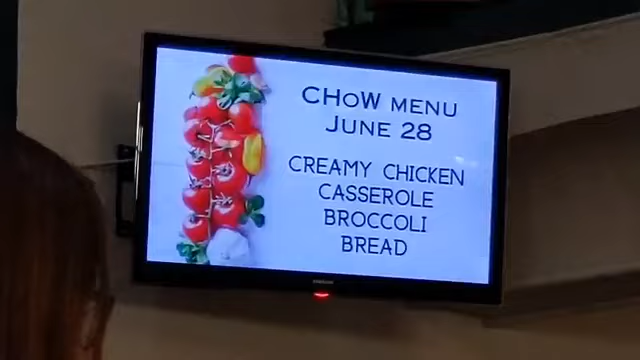 CHOW MENU
JUNE 28
CREAMY CHICKEN
CASSEROLE
BROCCOLI
BREAD